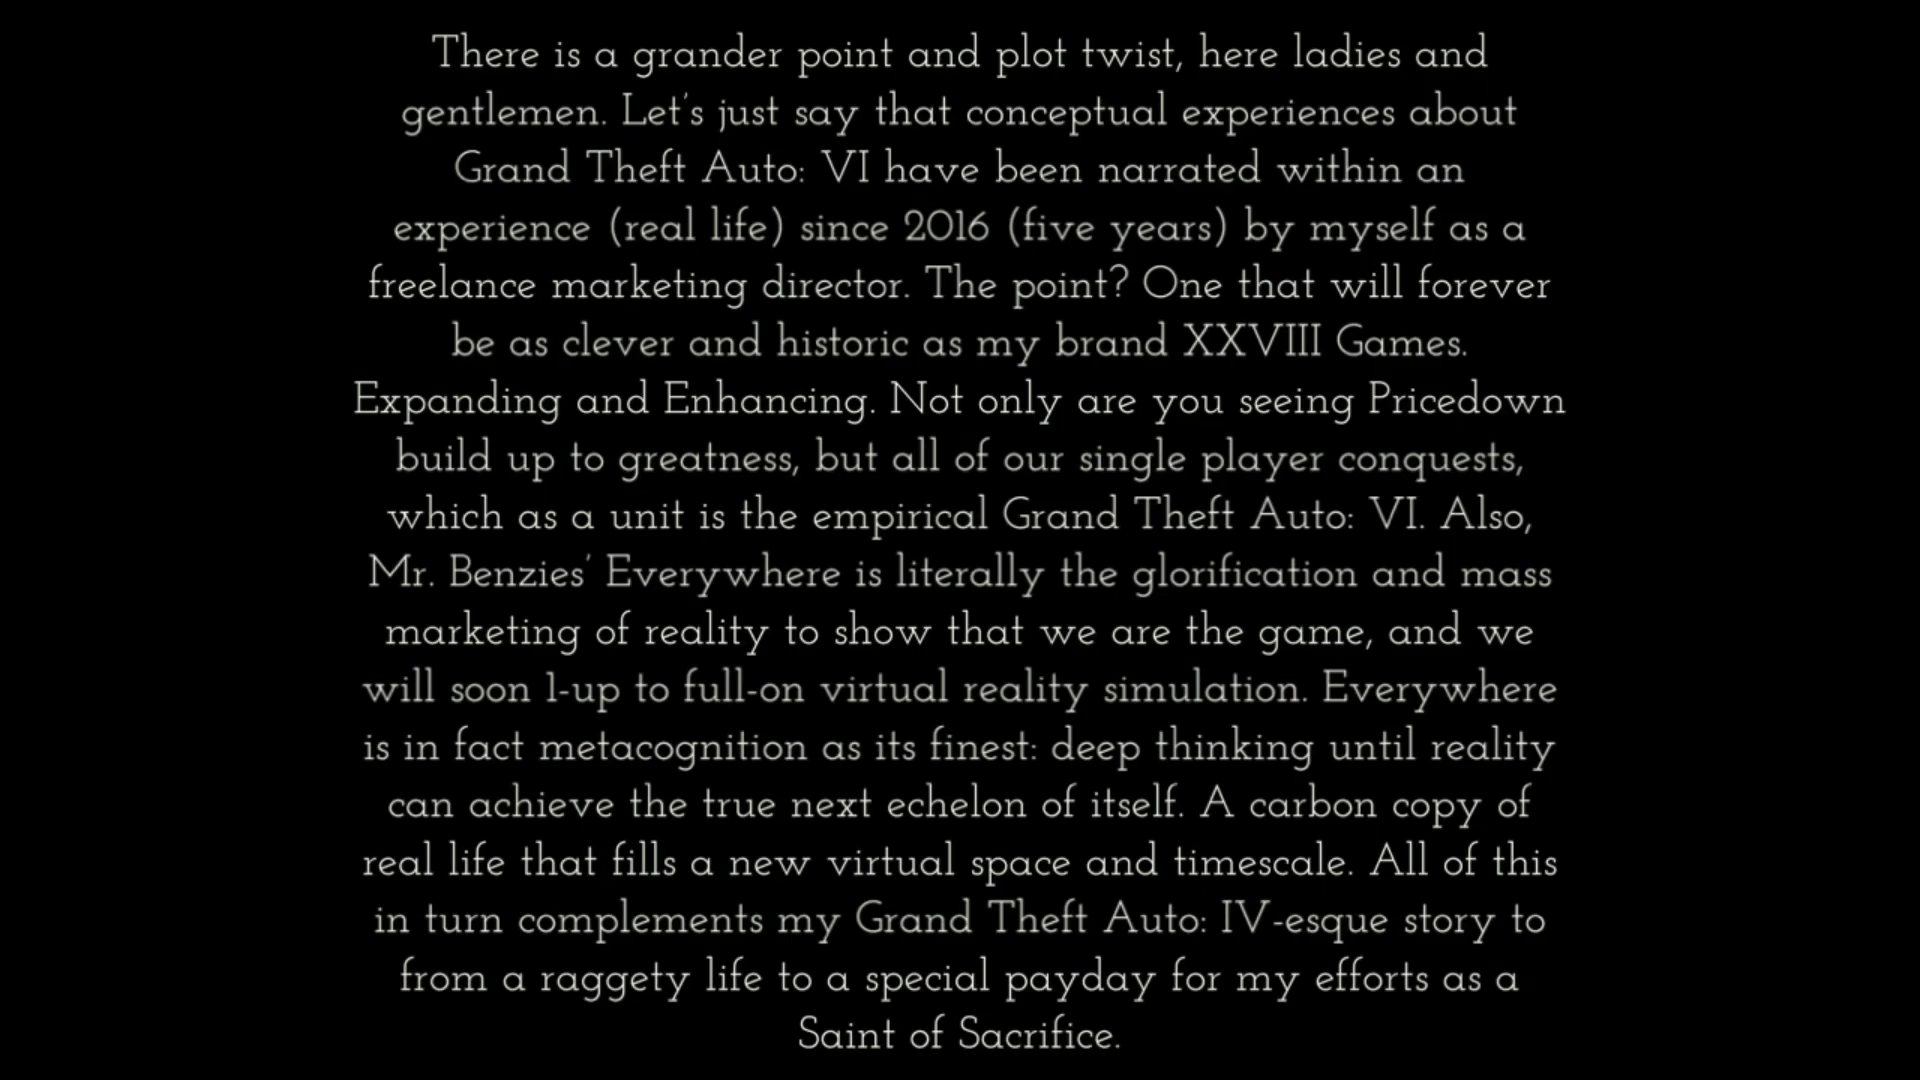 There is a grander point and plot twist, here ladies and
gentlemen. Let's just say that conceptual experiences about
Grand Theft Auto: VI have been narrated within an
experience (real life) since 2016 (five years) by myself as a
freelance marketing director. The point? One that will forever
be as clever and historic as my brand XXVIII Games.
Expanding and Enhancing. Not only are you seeing Pricedown
build up to greatness, but all of our single player conquests,
which as a unit is the empirical Grand Theft Auto: VI. Also,
Mr. Benzies' Everywhere is literally the glorification and mass
marketing of reality to show that we are the game, and we
will soon 1-up to full-on virtual reality simulation. Everywhere
is in fact metacognition as its finest: deep thinking until reality
can achieve the true next echelon of itself. A carbon copy of
real life that fills a new virtual space and timescale. All of this
in turn complements my Grand Theft Auto: IV-esque story to
from a raggety life to a special payday for my efforts as a
Saint of Sacrifice.